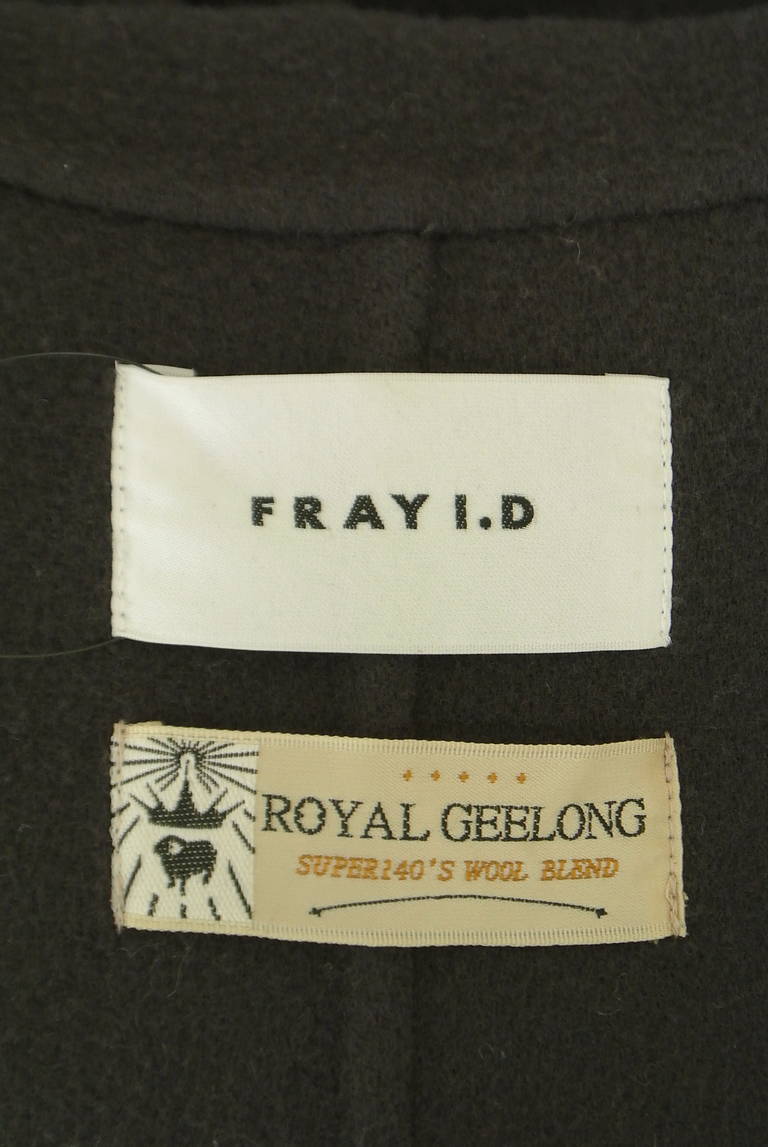 FRAY I.D
ROYAL GEELONG
SUPER140'S WOOL BLEND